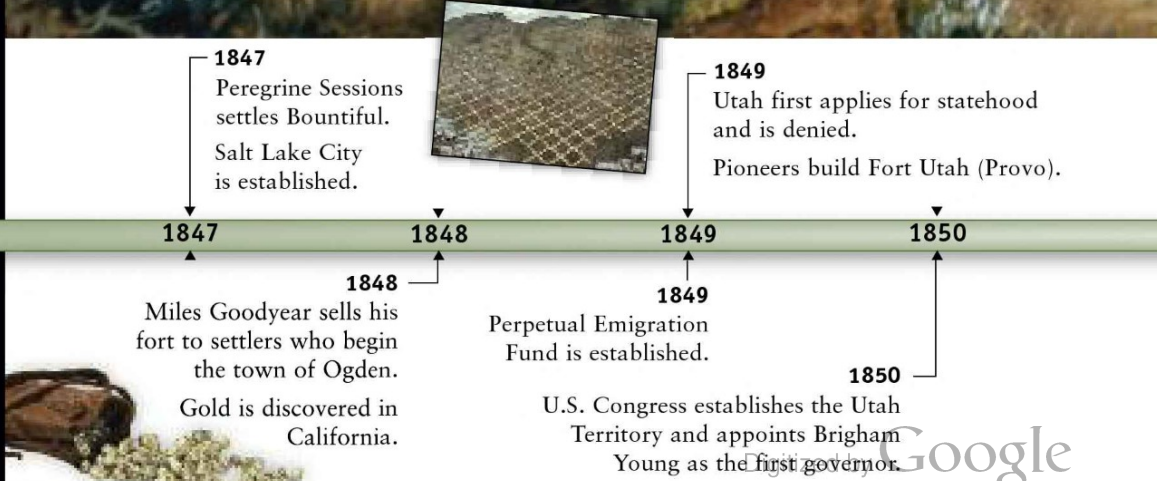 1847
Peregrine Sessions
settles Bountiful.
Salt Lake City
is established.
1849
Utah first applies for statehood
and is denied.
Pioneers build Fort Utah (Provo).
1847 1848 1849 1850
1848
Miles Goodyear sells his
fort to settlers who begin
the town of Ogden.
Gold is discovered in
California.
1849
Perpetual Emigration
Fund is established.
1850
U.S. Congress establishes the Utah
Territory and appoints Brigham
Young as the first governor.
Digitized by Google